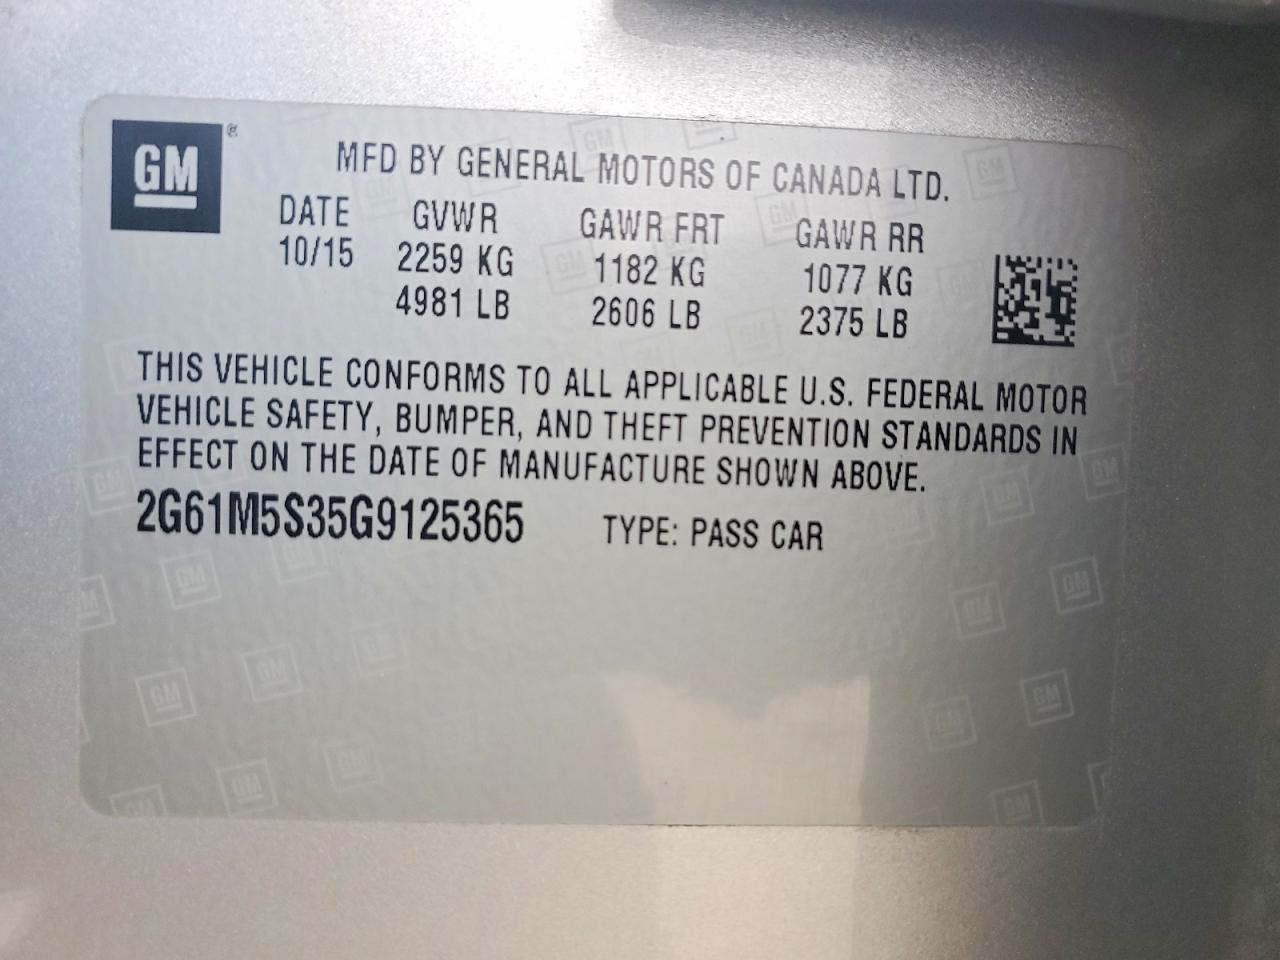 GM®
MFD BY GENERAL MOTORS OF CANADA LTD.
DATE GVWR GAWR FRT GAWR RR
10/15 2259 KG 1182 KG 1077 KG
4981 LB 2606 LB 2375 LB
THIS VEHICLE CONFORMS TO ALL APPLICABLE U.S. FEDERAL MOTOR
VEHICLE SAFETY, BUMPER, AND THEFT PREVENTION STANDARDS IN
EFFECT ON THE DATE OF MANUFACTURE SHOWN ABOVE.
2G61M5S35G9125365 TYPE: PASS CAR